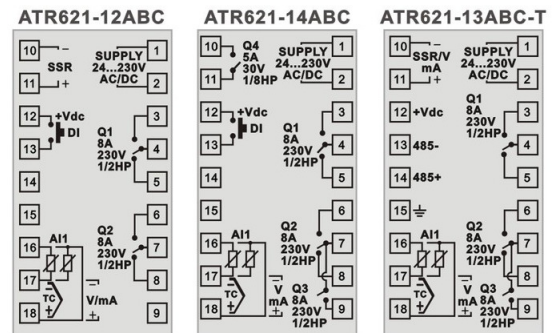 ATR621-12ABC
10 – SSR 11 + SUPPLY 24...230V AC/DC 1 2
12 +Vdc DI 13
Q1 8A 230V 1/2HP 3 4 5
14
15
16 AI1 17 TC 18 V/mA – +
Q2 8A 230V 1/2HP 6 7 8
9
ATR621-14ABC
10 11 Q4 5A 30V 1/8HP
SUPPLY 24...230V AC/DC 1 2
12 +Vdc DI 13
Q1 8A 230V 1/2HP 3 4 5
14
15
16 AI1 17 TC 18 – V mA +
Q2 8A 230V 1/2HP 6 7 8
Q3 8A 230V 1/2HP 9
ATR621-13ABC-T
10 – SSR/V mA 11 +
SUPPLY 24...230V AC/DC 1 2
12 +Vdc
13 485-
14 485+
Q1 8A 230V 1/2HP 3 4 5
15
16 AI1 17 TC 18 – V mA +
Q2 8A 230V 1/2HP 6 7 8
Q3 8A 230V 1/2HP 9